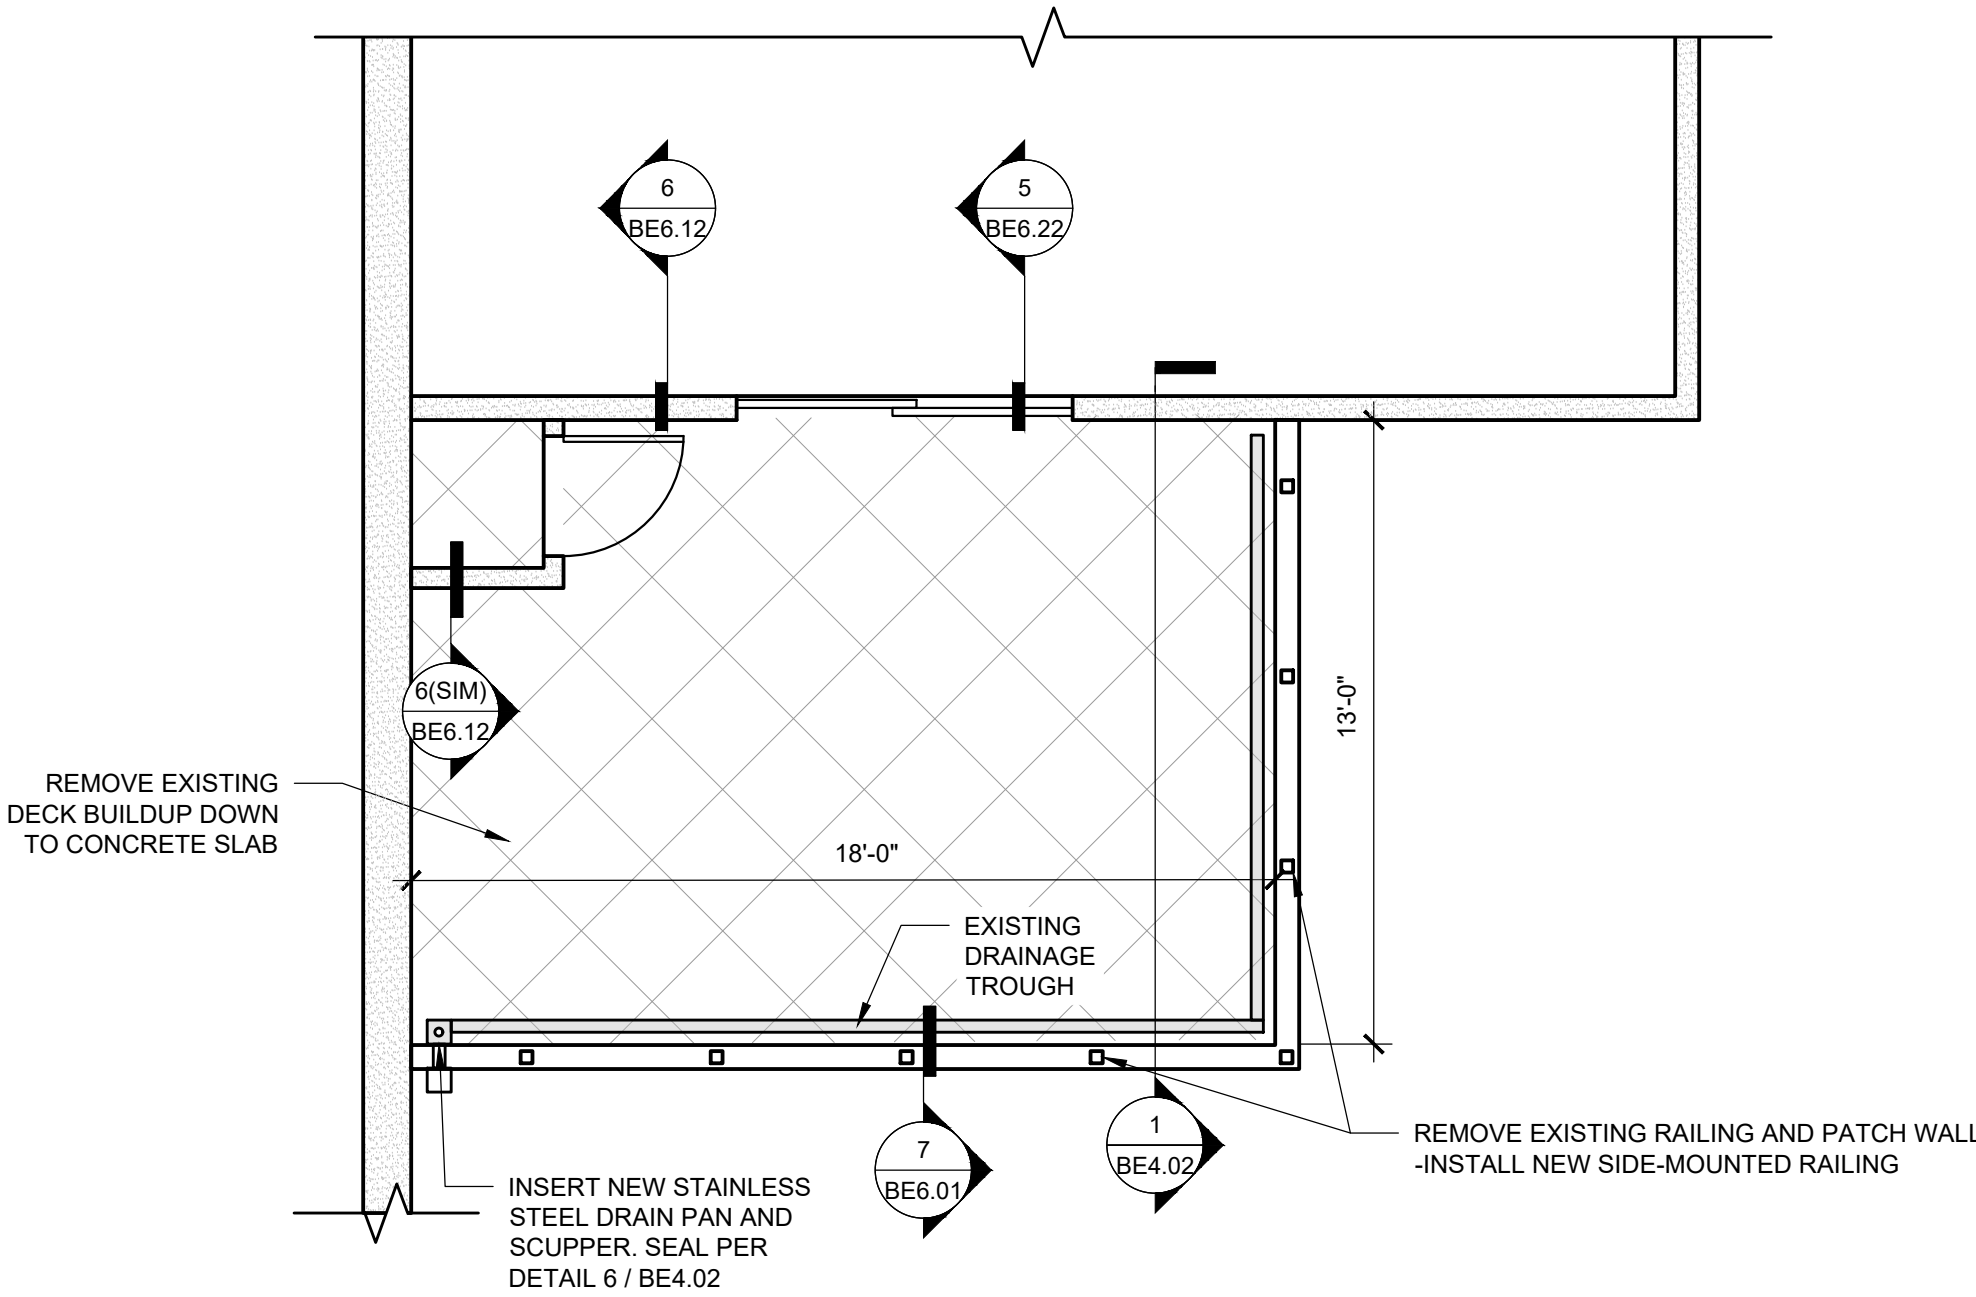 6
BE6.12
5
BE6.22
6(SIM)
BE6.12
13'-0"
REMOVE EXISTING
DECK BUILDUP DOWN
TO CONCRETE SLAB
18'-0"
EXISTING
DRAINAGE
TROUGH
7
BE6.01
1
BE4.02
REMOVE EXISTING RAILING AND PATCH WALL
-INSTALL NEW SIDE-MOUNTED RAILING
INSERT NEW STAINLESS
STEEL DRAIN PAN AND
SCUPPER. SEAL PER
DETAIL 6 / BE4.02